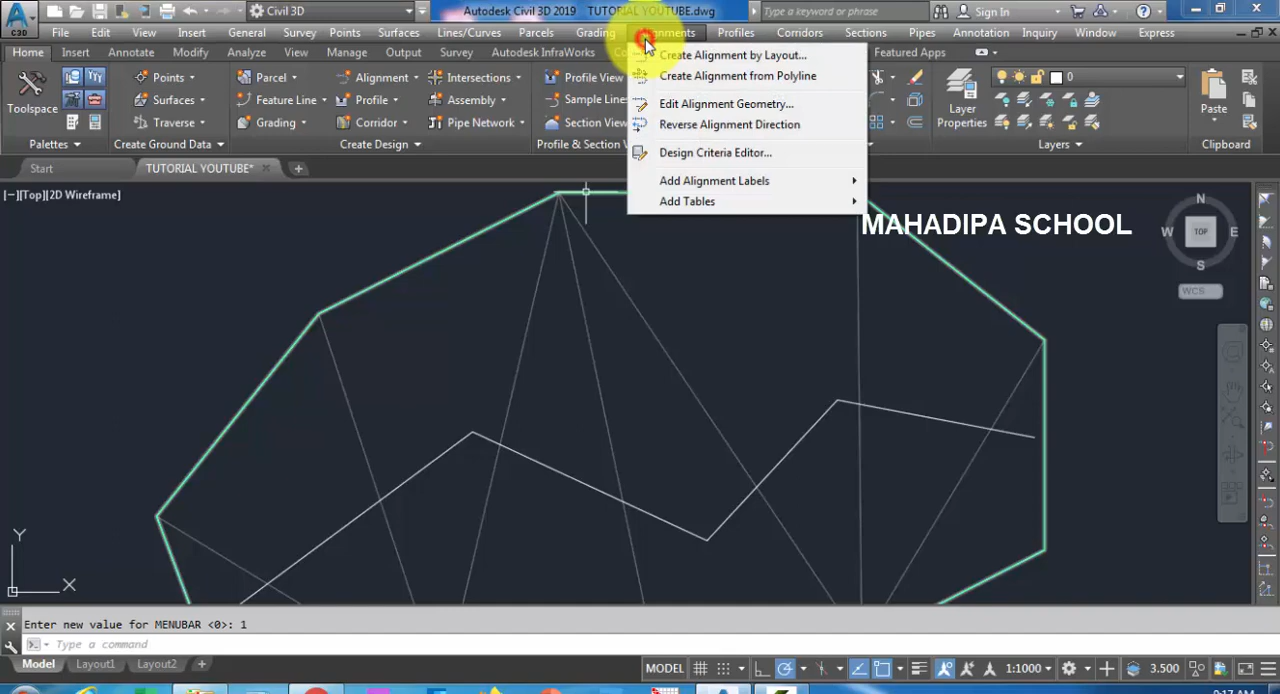 Civil 3D
Autodesk Civil 3D 2019 TUTORIAL YOUTUBE.dwg
Type a keyword or phrase
Sign In
File Edit View Insert General Survey Points Surfaces Lines/Curves Parcels Grading Profiles Corridors Sections Pipes Annotation Inquiry Window Express
Home Insert Annotate Modify Analyze View Manage Output Survey Autodesk InfraWorks Featured Apps
Toolspace
Palettes
Points
Surfaces
Traverse
Create Ground Data
Parcel
Feature Line
Grading
Alignment
Profile
Corridor
Intersections
Assembly
Pipe Network
Create Design
Profile View
Sample Lines
Section View
Create Alignment by Layout...
Create Alignment from Polyline
Edit Alignment Geometry...
Reverse Alignment Direction
Design Criteria Editor...
Add Alignment Labels
Add Tables
Layer Properties
0
Layers
Paste
Clipboard
Start
TUTORIAL YOUTUBE*
[−][Top][2D Wireframe]
MAHADIPA SCHOOL
N
W TOP E
S
WCS
Y
X
Enter new value for MENUBAR <0>: 1
Type a command
Model Layout1 Layout2 +
MODEL
1:1000
3.500